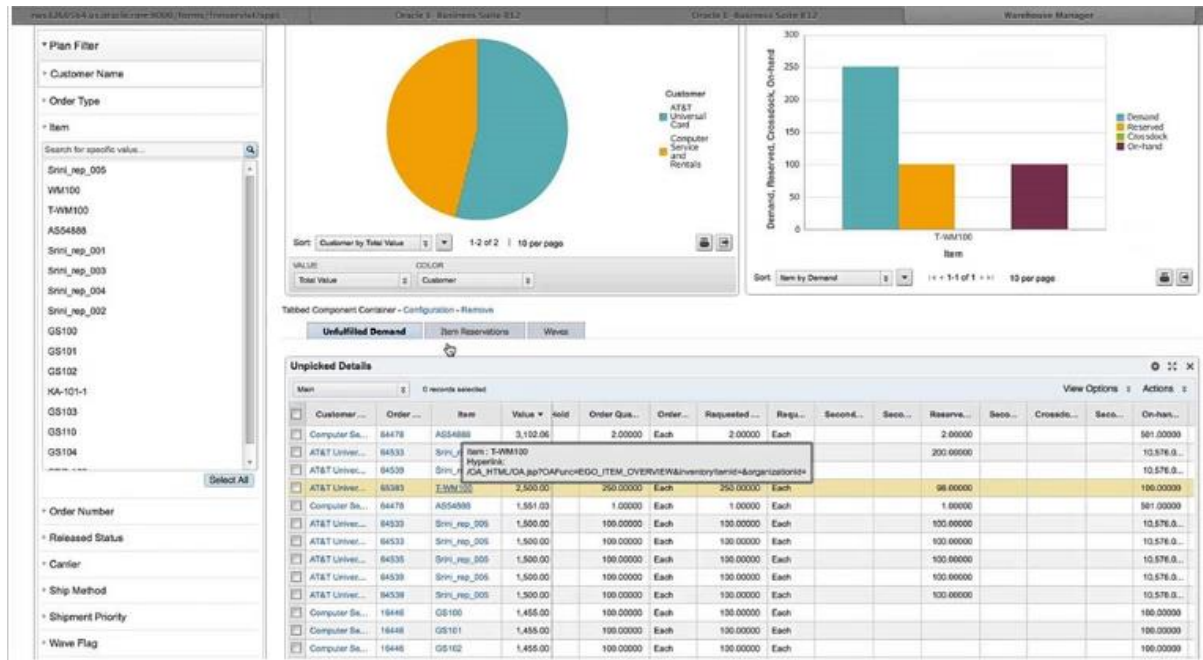 Oracle E-Business Suite R12
Oracle E-Business Suite R12
Warehouse Manager
Plan Filter
Customer Name
Order Type
Item
Search for specific value...
Srini_rep_005
WM100
T-WM100
AS54888
Srini_rep_001
Srini_rep_003
Srini_rep_004
Srini_rep_002
GS100
GS101
GS102
KA-101-1
GS103
GS110
GS104
Select All
Order Number
Released Status
Carrier
Ship Method
Shipment Priority
Wave Flag
Customer
AT&T
Universal
Card
Computer
Service
and
Rentals
Sort: Customer by Total Value 1-2 of 2 | 10 per page
VALUE COLOR
Total Value Customer
Demand, Reserved, Crossdock, On-hand
300
250
200
150
100
50
0
T-WM100
Item
Demand
Reserved
Crossdock
On-hand
Sort: Item by Demand 1-1 of 1 10 per page
Tabbed Component Container - Configuration - Remove
Unfulfilled Demand Item Reservations Waves
Unpicked Details
Main 0 records selected View Options Actions
Customer... Order ... Item Value Hold Order Qua... Order... Requested ... Requ... Second... Seco... Reserve... Seco... Crossdo... Seco... On-han...
Computer Se... 64478 AS54888 3,102.06 2.00000 Each 2.00000 Each 2.00000 501.00000
AT&T Univer... 64533 Srini_r 200.00000 10,576.0...
Item : T-WM100
Hyperlink:
/OA_HTML/OA.jsp?OAFunc=EGO_ITEM_OVERVIEW&inventoryItemId=&organizationId=
AT&T Univer... 64539 Srini_r 10,576.0...
AT&T Univer... 65383 T-WM100 2,500.00 250.00000 Each 250.00000 Each 98.00000 100.00000
Computer Se... 64478 AS54888 1,551.03 1.00000 Each 1.00000 Each 1.00000 501.00000
AT&T Univer... 64533 Srini_rep_005 1,500.00 100.00000 Each 100.00000 Each 100.00000 10,576.0...
AT&T Univer... 64533 Srini_rep_005 1,500.00 100.00000 Each 100.00000 Each 100.00000 10,576.0...
AT&T Univer... 64535 Srini_rep_005 1,500.00 100.00000 Each 100.00000 Each 100.00000 10,576.0...
AT&T Univer... 64539 Srini_rep_005 1,500.00 100.00000 Each 100.00000 Each 100.00000 10,576.0...
AT&T Univer... 64539 Srini_rep_005 1,500.00 100.00000 Each 100.00000 Each 100.00000 10,576.0...
Computer Se... 16446 GS100 1,455.00 100.00000 Each 100.00000 Each 100.00000
Computer Se... 16446 GS101 1,455.00 100.00000 Each 100.00000 Each 100.00000
Computer Se... 16446 GS102 1,455.00 100.00000 Each 100.00000 Each 100.00000